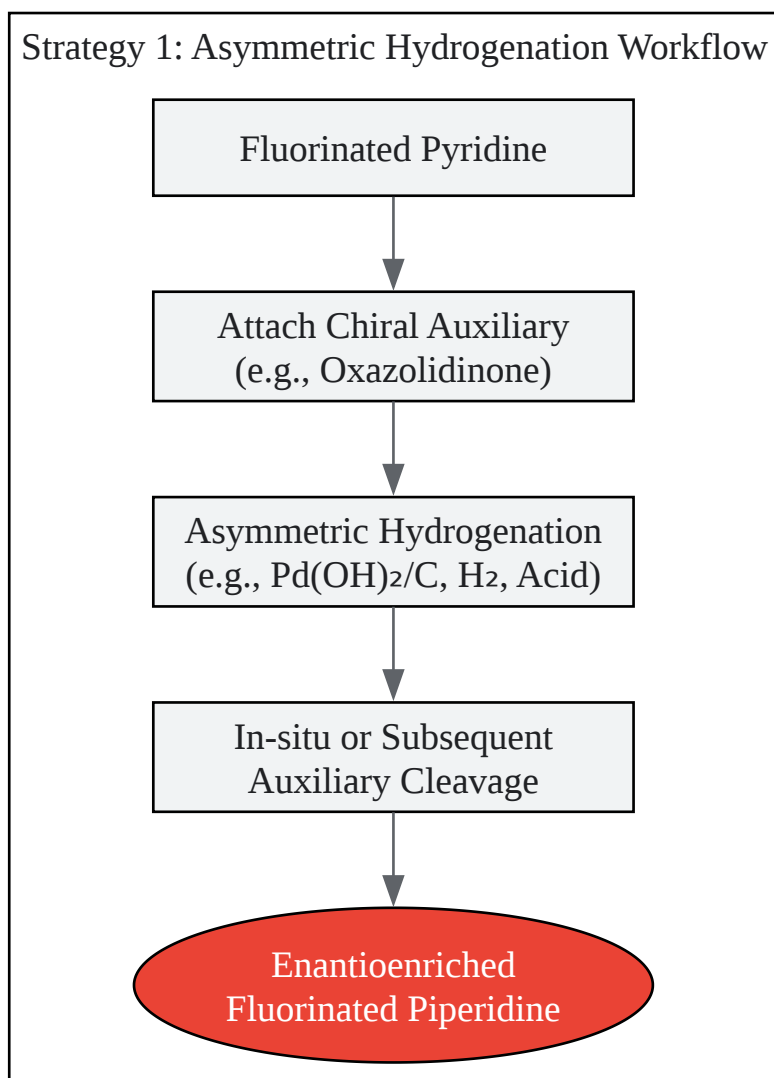 Strategy 1: Asymmetric Hydrogenation Workflow
Fluorinated Pyridine
Attach Chiral Auxiliary
(e.g., Oxazolidinone)
Asymmetric Hydrogenation
(e.g., Pd(OH)₂/C, H₂, Acid)
In-situ or Subsequent
Auxiliary Cleavage
Enantioenriched
Fluorinated Piperidine